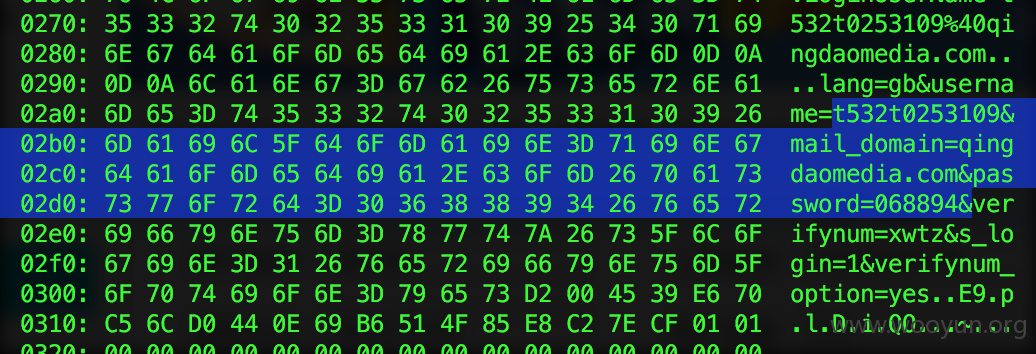 0270: 35 33 32 74 30 32 35 33 31 30 39 25 34 30 71 69 532t0253109%40qi
0280: 6E 67 64 61 6F 6D 65 64 69 61 2E 63 6F 6D 0D 0A ngdaomedia.com..
0290: 0D 0A 6C 61 6E 67 3D 67 62 26 75 73 65 72 6E 61 ..lang=gb&userna
02a0: 6D 65 3D 74 35 33 32 74 30 32 35 33 31 30 39 26 me=t532t0253109&
02b0: 6D 61 69 6C 5F 64 6F 6D 61 69 6E 3D 71 69 6E 67 mail_domain=qing
02c0: 64 61 6F 6D 65 64 69 61 2E 63 6F 6D 26 70 61 73 daomedia.com&pas
02d0: 73 77 6F 72 64 3D 30 36 38 38 39 34 26 76 65 72 sword=068894&ver
02e0: 69 66 79 6E 75 6D 3D 78 77 74 7A 26 73 5F 6C 6F ifynum=xwtz&s_lo
02f0: 67 69 6E 3D 31 26 76 65 72 69 66 79 6E 75 6D 5F gin=1&verifynum_
0300: 6F 70 74 69 6F 6E 3D 79 65 73 D2 00 45 39 E6 70 option=yes..E9.p
0310: C5 6C D0 44 0E 69 B6 51 4F 85 E8 C2 7E CF 01 01 .l.D.i.QO...~...
www.wooyun.org